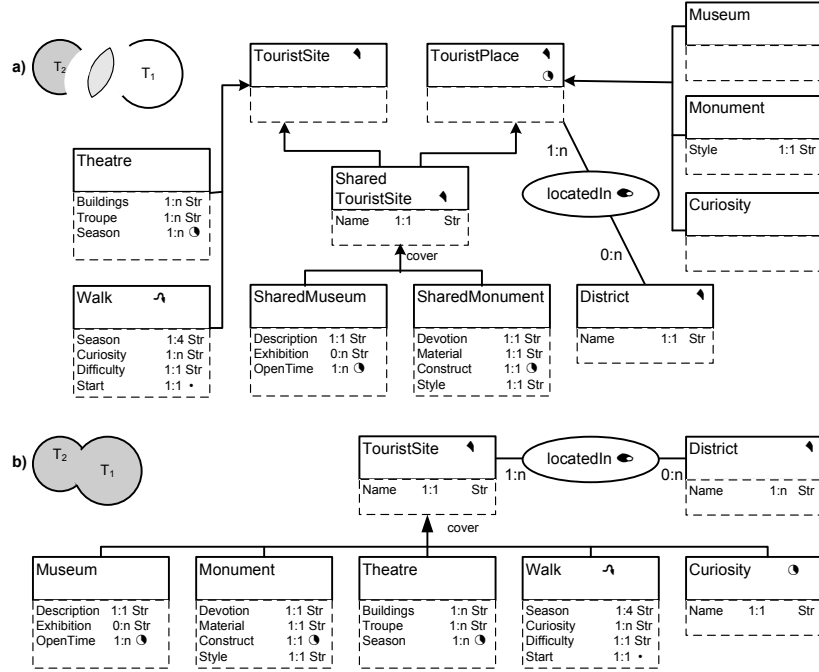 a)
T2
T1
TouristSite
TouristPlace
Museum
Monument
Style 1:1 Str
Curiosity
Theatre
Buildings 1:n Str
Troupe 1:n Str
Season 1:n
Shared
TouristSite
Name 1:1 Str
1:n
locatedIn
0:n
cover
Walk
Season 1:4 Str
Curiosity 1:n Str
Difficulty 1:1 Str
Start 1:1 •
SharedMuseum
Description 1:1 Str
Exhibition 0:n Str
OpenTime 1:n
SharedMonument
Devotion 1:1 Str
Material 1:1 Str
Construct 1:1
Style 1:1 Str
District
Name 1:1 Str
b)
T2
T1
TouristSite
Name 1:1 Str
1:n
locatedIn
0:n
District
Name 1:n Str
cover
Museum
Description 1:1 Str
Exhibition 0:n Str
OpenTime 1:n
Monument
Devotion 1:1 Str
Material 1:1 Str
Construct 1:1
Style 1:1 Str
Theatre
Buildings 1:n Str
Troupe 1:n Str
Season 1:n
Walk
Season 1:4 Str
Curiosity 1:n Str
Difficulty 1:1 Str
Start 1:1 •
Curiosity
Name 1:1 Str